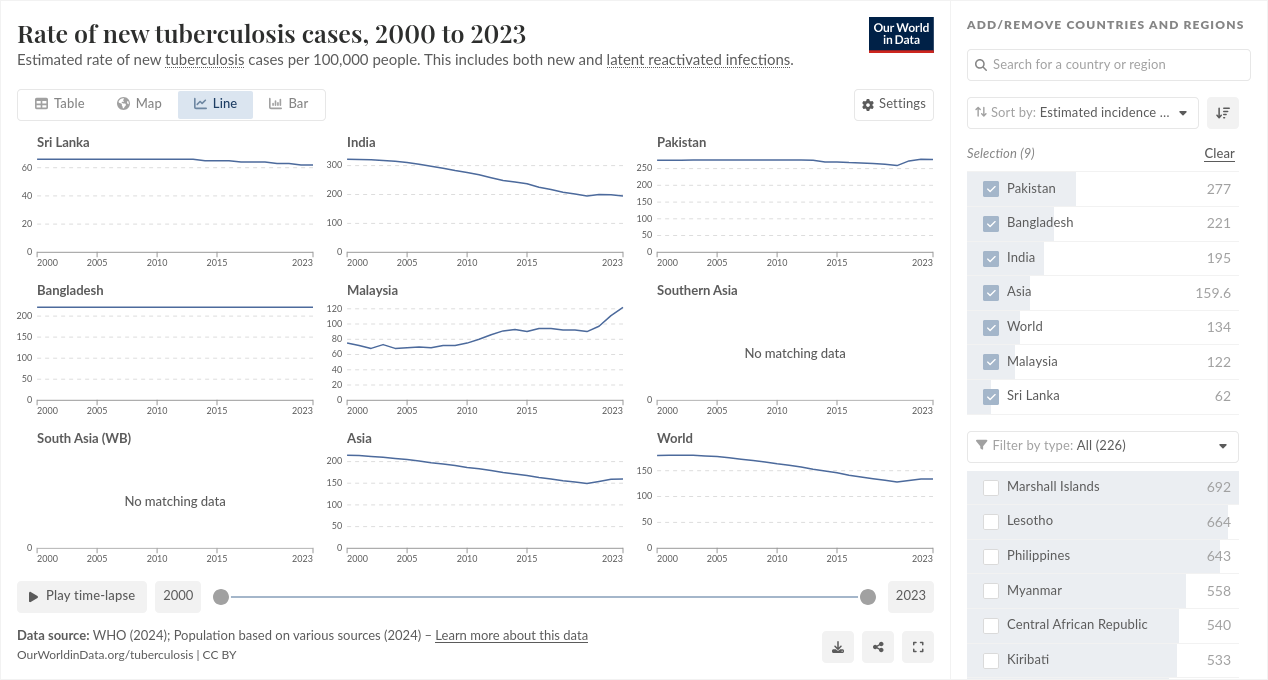 Rate of new tuberculosis cases, 2000 to 2023
Our World
in Data
Estimated rate of new tuberculosis cases per 100,000 people. This includes both new and latent reactivated infections.
Table Map Line Bar
Settings
Sri Lanka
60
40
20
0
2000 2005 2010 2015 2023
India
300
200
100
0
2000 2005 2010 2015 2023
Pakistan
250
200
150
100
50
0
2000 2005 2010 2015 2023
Bangladesh
200
150
100
50
0
2000 2005 2010 2015 2023
Malaysia
120
100
80
60
40
20
0
2000 2005 2010 2015 2023
Southern Asia
No matching data
0
2000 2005 2010 2015 2023
South Asia (WB)
No matching data
0
2000 2005 2010 2015 2023
Asia
200
150
100
50
0
2000 2005 2010 2015 2023
World
150
100
50
0
2000 2005 2010 2015 2023
Play time-lapse 2000 2023
Data source: WHO (2024); Population based on various sources (2024) – Learn more about this data
OurWorldinData.org/tuberculosis | CC BY
ADD/REMOVE COUNTRIES AND REGIONS
Search for a country or region
Sort by: Estimated incidence ...
Selection (9) Clear
Pakistan 277
Bangladesh 221
India 195
Asia 159.6
World 134
Malaysia 122
Sri Lanka 62
Filter by type: All (226)
Marshall Islands 692
Lesotho 664
Philippines 643
Myanmar 558
Central African Republic 540
Kiribati 533